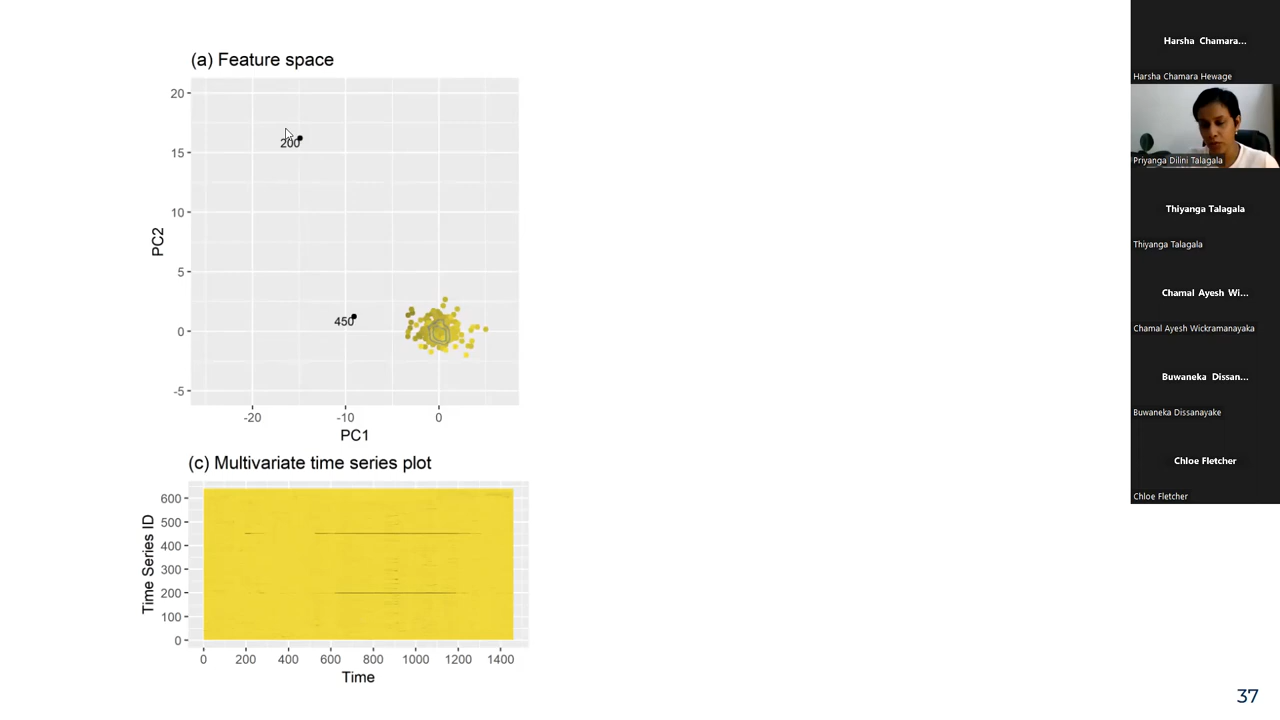 (a) Feature space
20
15
10
5
0
-5
PC2
200
450
-20
-10
0
PC1
(c) Multivariate time series plot
600
500
400
300
200
100
0
Time Series ID
0
200
400
600
800
1000
1200
1400
Time
Harsha Chamara...
Harsha Chamara Hewage
Priyanga Dilini Talagala
Thiyanga Talagala
Thiyanga Talagala
Chamal Ayesh Wi...
Chamal Ayesh Wickramanayaka
Buwaneka Dissan...
Buwaneka Dissanayake
Chloe Fletcher
Chloe Fletcher
37